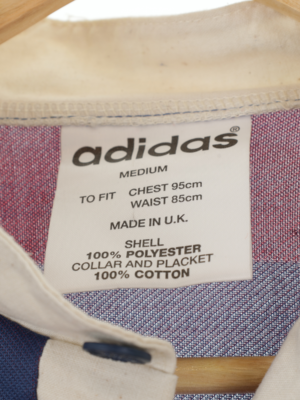 adidas®
MEDIUM
TO FIT CHEST 95cm
WAIST 85cm
MADE IN U.K.
SHELL
100% POLYESTER
COLLAR AND PLACKET
100% COTTON